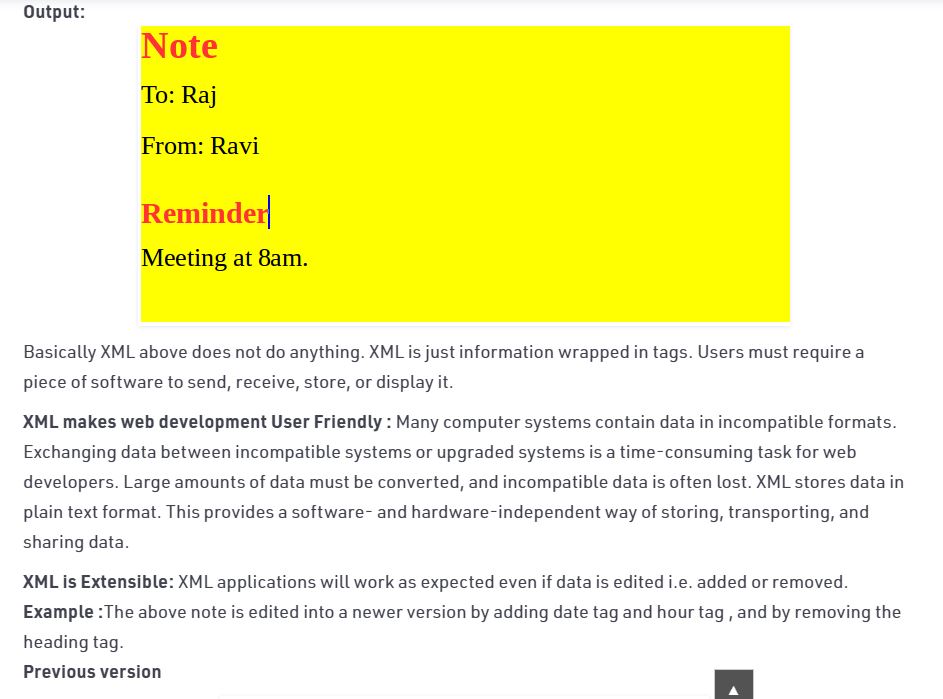 Output:
Note
To: Raj
From: Ravi
Reminder
Meeting at 8am.
Basically XML above does not do anything. XML is just information wrapped in tags. Users must require a
piece of software to send, receive, store, or display it.
XML makes web development User Friendly : Many computer systems contain data in incompatible formats.
Exchanging data between incompatible systems or upgraded systems is a time-consuming task for web
developers. Large amounts of data must be converted, and incompatible data is often lost. XML stores data in
plain text format. This provides a software- and hardware-independent way of storing, transporting, and
sharing data.
XML is Extensible: XML applications will work as expected even if data is edited i.e. added or removed.
Example :The above note is edited into a newer version by adding date tag and hour tag , and by removing the
heading tag.
Previous version